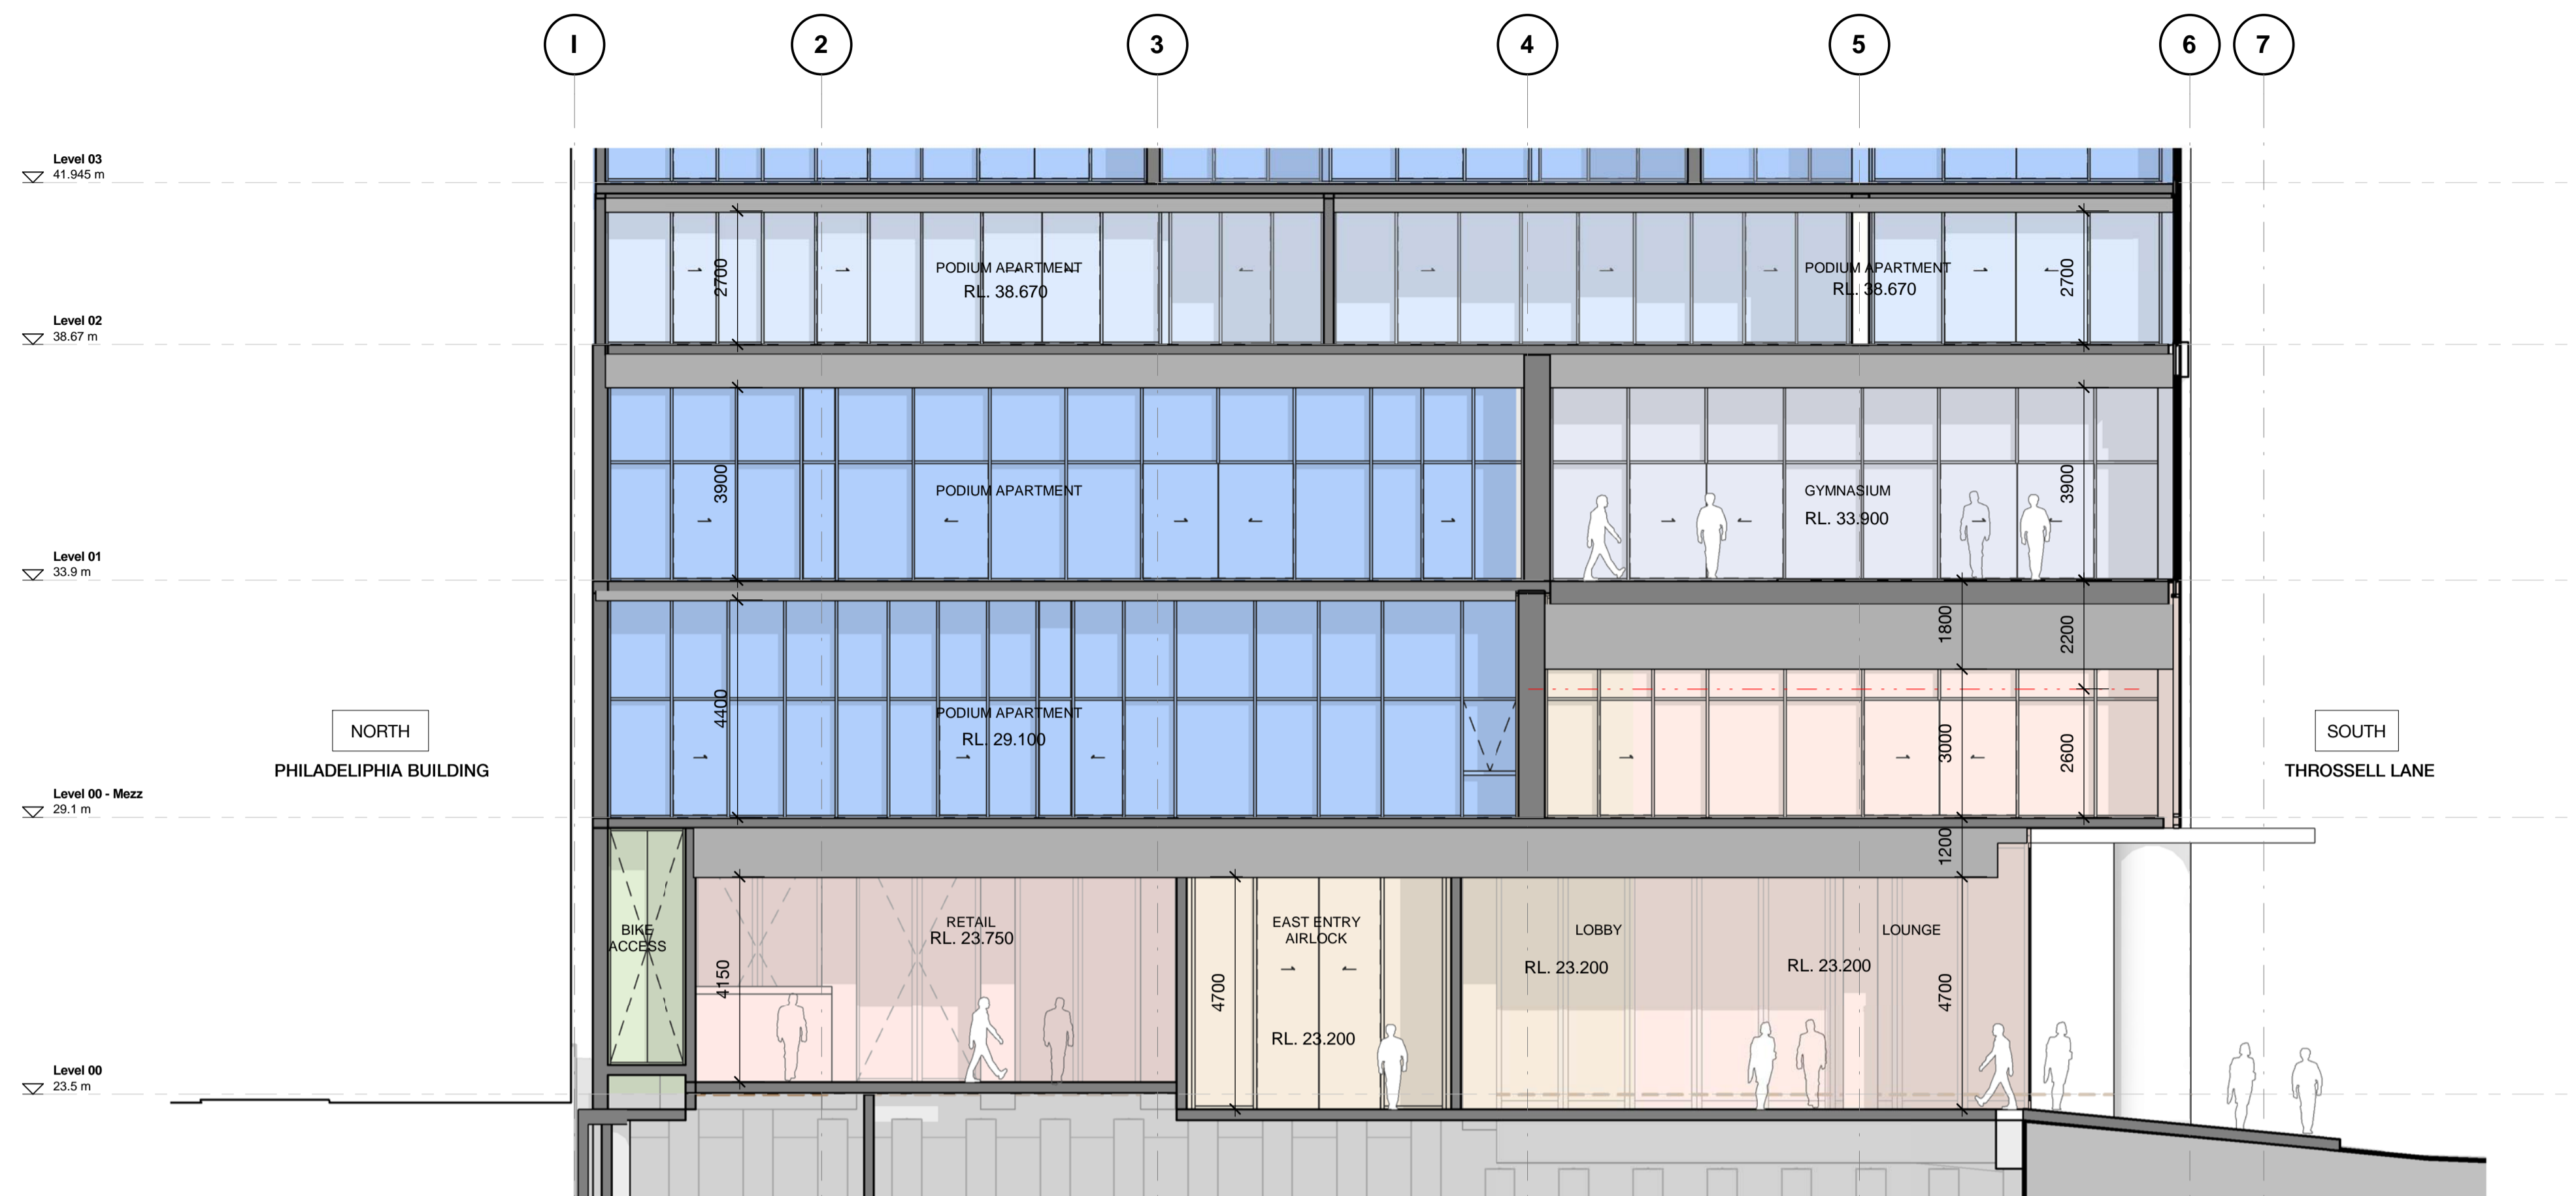 I 2 3 4 5 6 7
Level 03
41.945 m
2700
PODIUM APARTMENT
RL. 38.670
PODIUM APARTMENT
RL. 38.670
2700
Level 02
38.67 m
3900
PODIUM APARTMENT
GYMNASIUM
RL. 33.900
3900
Level 01
33.9 m
1800
2200
4400
PODIUM APARTMENT
RL. 29.100
3000
2600
NORTH
PHILADELIPHIA BUILDING
SOUTH
THROSSELL LANE
Level 00 - Mezz
29.1 m
1200
BIKE
ACCESS
RETAIL
RL. 23.750
4150
EAST ENTRY
AIRLOCK
4700
RL. 23.200
LOBBY
RL. 23.200
LOUNGE
RL. 23.200
4700
Level 00
23.5 m